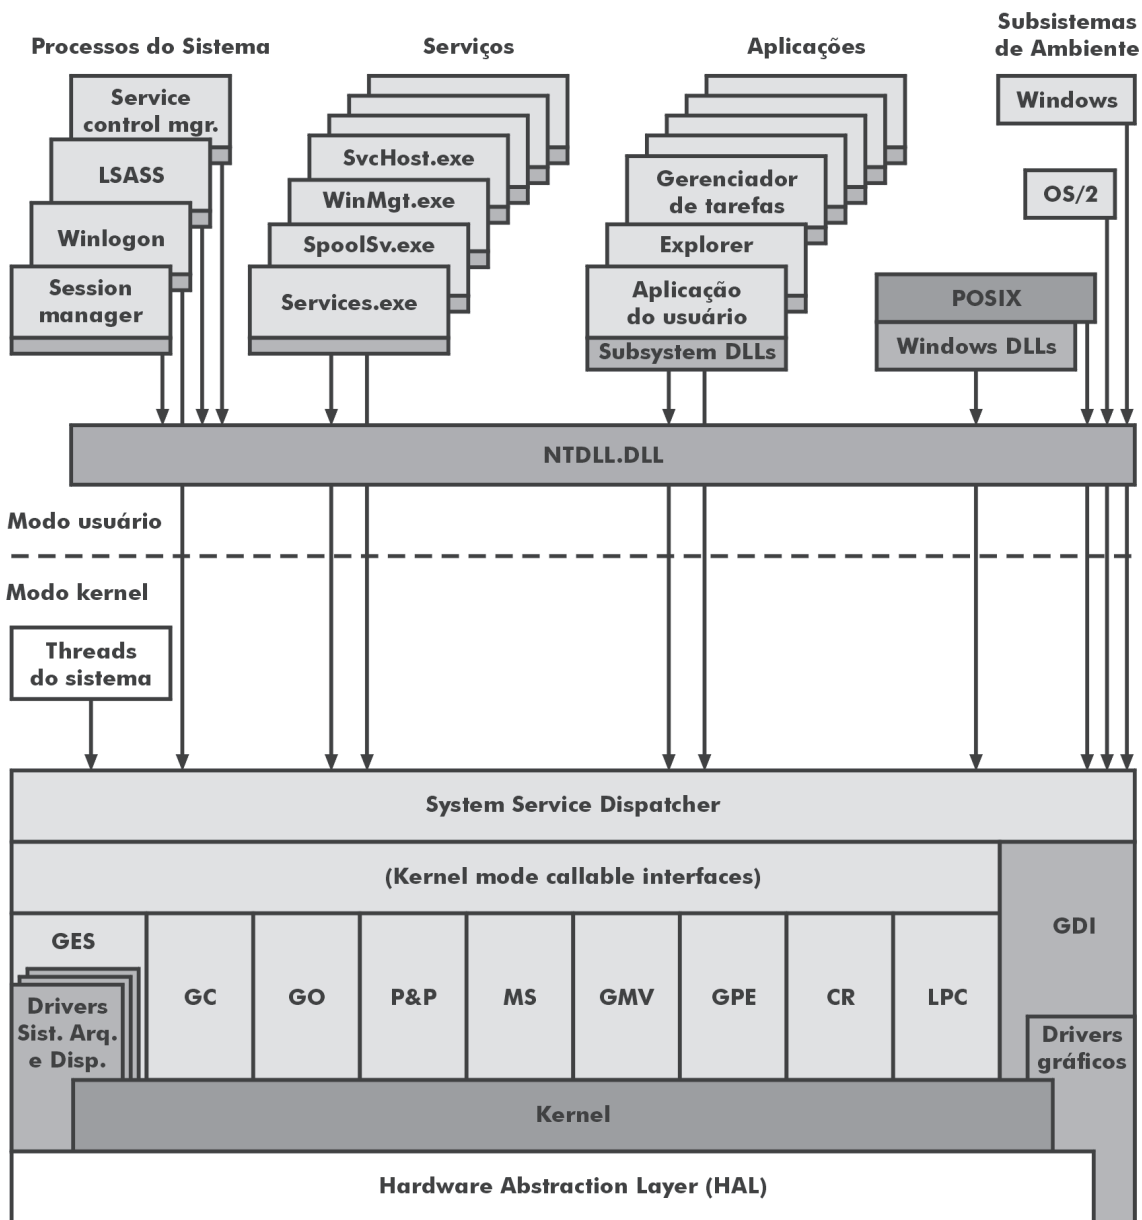 Processos do Sistema
Serviços
Aplicações
Subsistemas
de Ambiente
Service
control mgr.
LSASS
Winlogon
Session
manager
SvcHost.exe
WinMgt.exe
SpoolSv.exe
Services.exe
Gerenciador
de tarefas
Explorer
Aplicação
do usuário
Subsystem DLLs
Windows
OS/2
POSIX
Windows DLLs
NTDLL.DLL
Modo usuário
Modo kernel
Threads
do sistema
System Service Dispatcher
(Kernel mode callable interfaces)
GDI
GES
Drivers
Sist. Arq.
e Disp.
GC
GO
P&P
MS
GMV
GPE
CR
LPC
Drivers
gráficos
Kernel
Hardware Abstraction Layer (HAL)